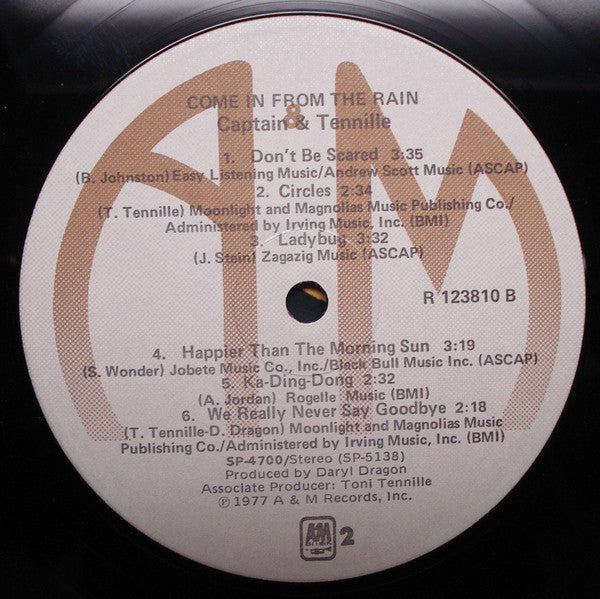 COME IN FROM THE RAIN
Captain & Tennille
1. Don't Be Scared 3:35
(B. Johnston) Easy Listening Music/Andrew Scott Music (ASCAP)
2. Circles 2:34
(T. Tennille) Moonlight and Magnolias Music Publishing Co./
Administered by Irving Music, Inc. (BMI)
3. Ladybug 3:32
(J. Stein) Zagazig Music (ASCAP)
R 123810 B
4. Happier Than The Morning Sun 3:19
(S. Wonder) Jobete Music Co., Inc./Black Bull Music Inc. (ASCAP)
5. Ka-Ding-Dong 2:32
(A. Jordan) Rogelle Music (BMI)
6. We Really Never Say Goodbye 2:18
(T. Tennille-D. Dragon) Moonlight and Magnolias Music
Publishing Co./Administered by Irving Music, Inc. (BMI)
SP-4700/Stereo (SP-5138)
Produced by Daryl Dragon
Associate Producer: Toni Tennille
℗ 1977 A & M Records, Inc.
A&M
2
A&M